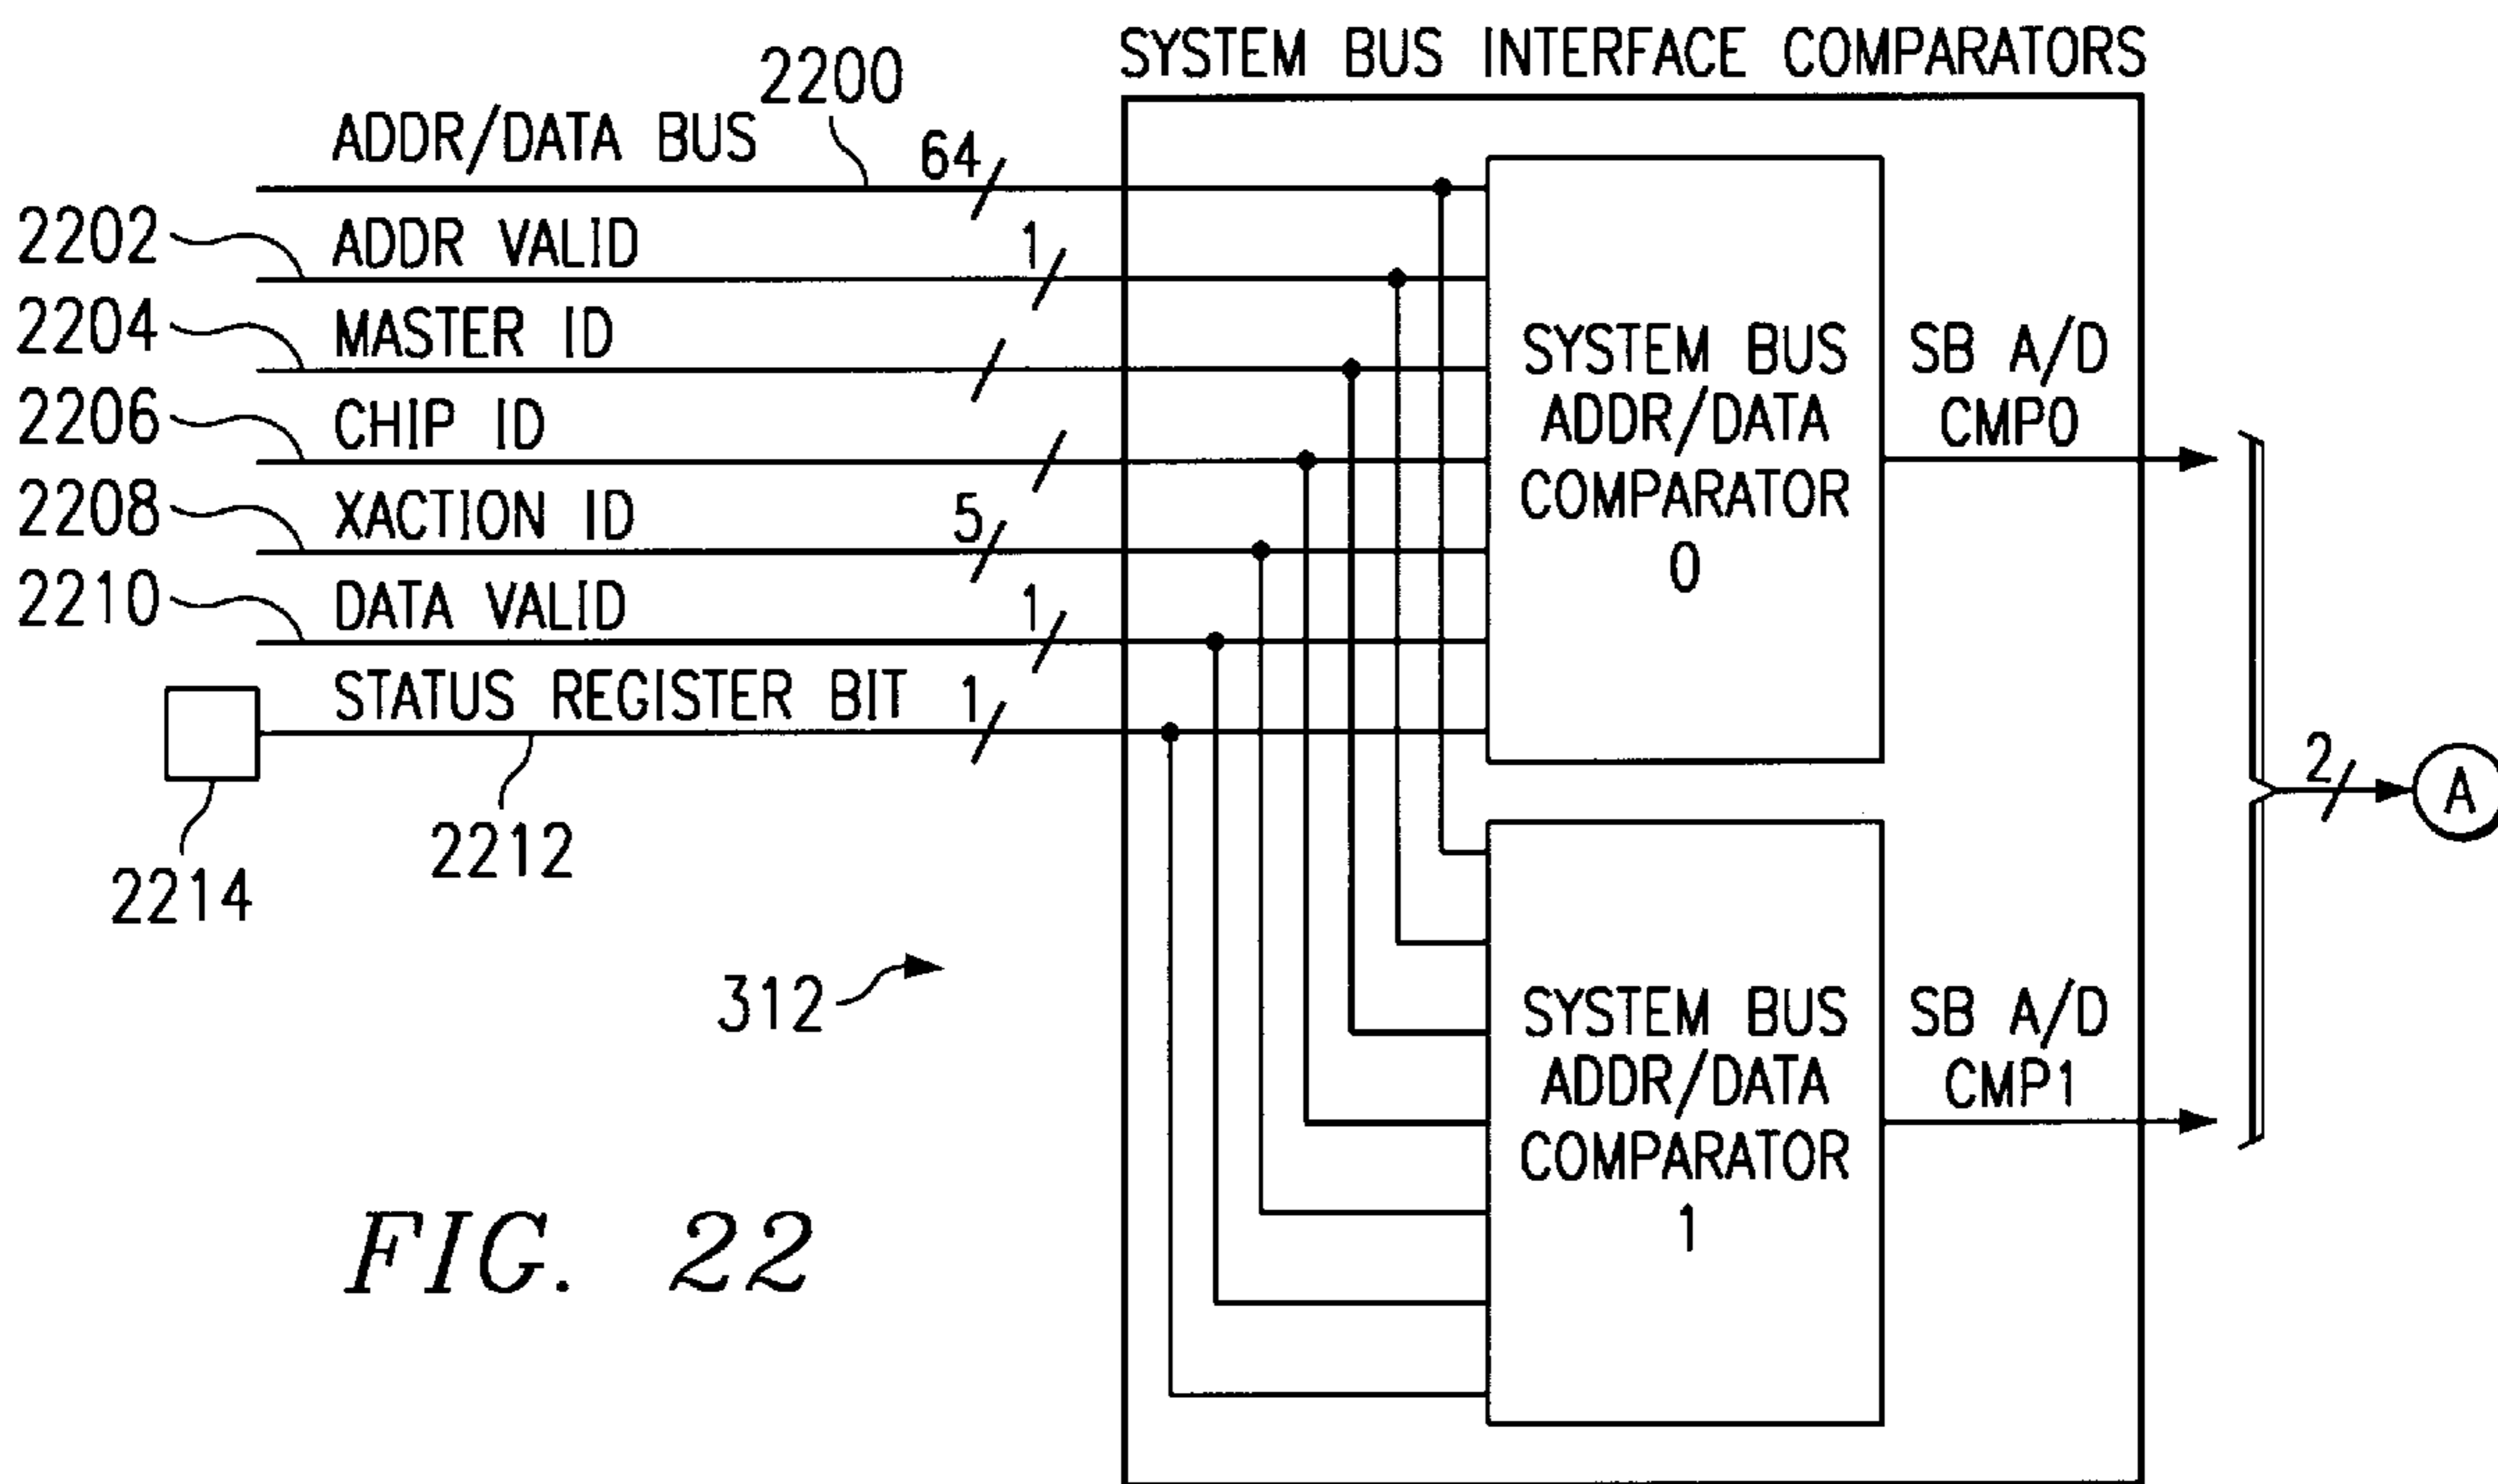 SYSTEM BUS INTERFACE COMPARATORS
2200
ADDR/DATA BUS
64
2202
ADDR VALID
1
2204
MASTER ID
2206
CHIP ID
2208
XACTION ID
5
2210
DATA VALID
1
STATUS REGISTER BIT
1
2212
2214
SYSTEM BUS
ADDR/DATA
COMPARATOR
0
SB A/D
CMP0
2
A
312
SYSTEM BUS
ADDR/DATA
COMPARATOR
1
SB A/D
CMP1
FIG. 22